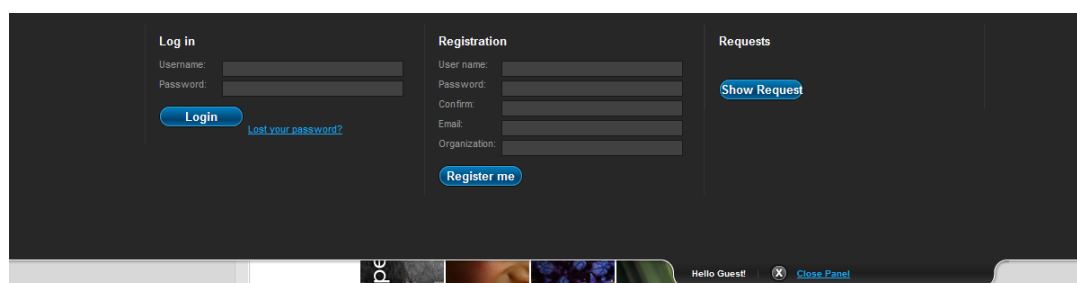 Log in
Username:
Password:
Login
Lost your password?
Registration
User name:
Password:
Confirm:
Email:
Organization:
Register me
Requests
Show Request
pe
Hello Guest!
X
Close Panel